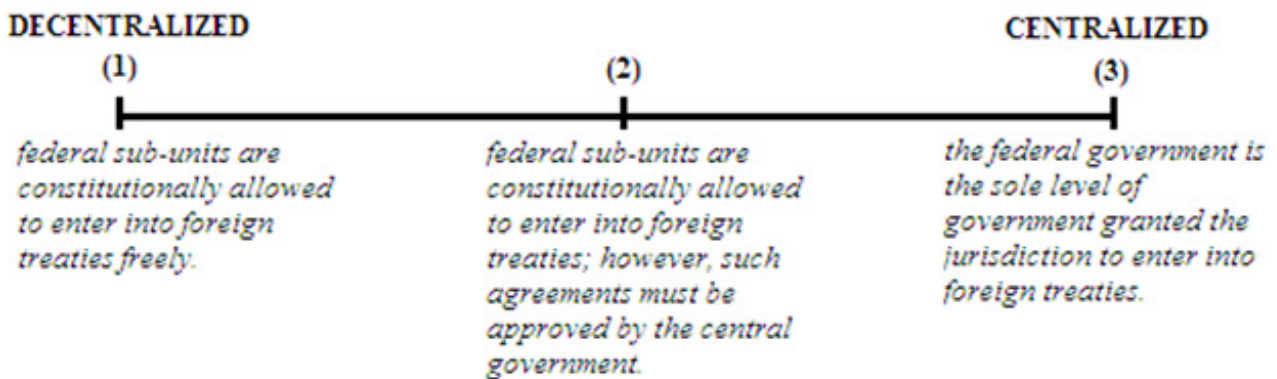 DECENTRALIZED
(1)
federal sub-units are
constitutionally allowed
to enter into foreign
treaties freely.
(2)
federal sub-units are
constitutionally allowed
to enter into foreign
treaties; however, such
agreements must be
approved by the central
government.
CENTRALIZED
(3)
the federal government is
the sole level of
government granted the
jurisdiction to enter into
foreign treaties.